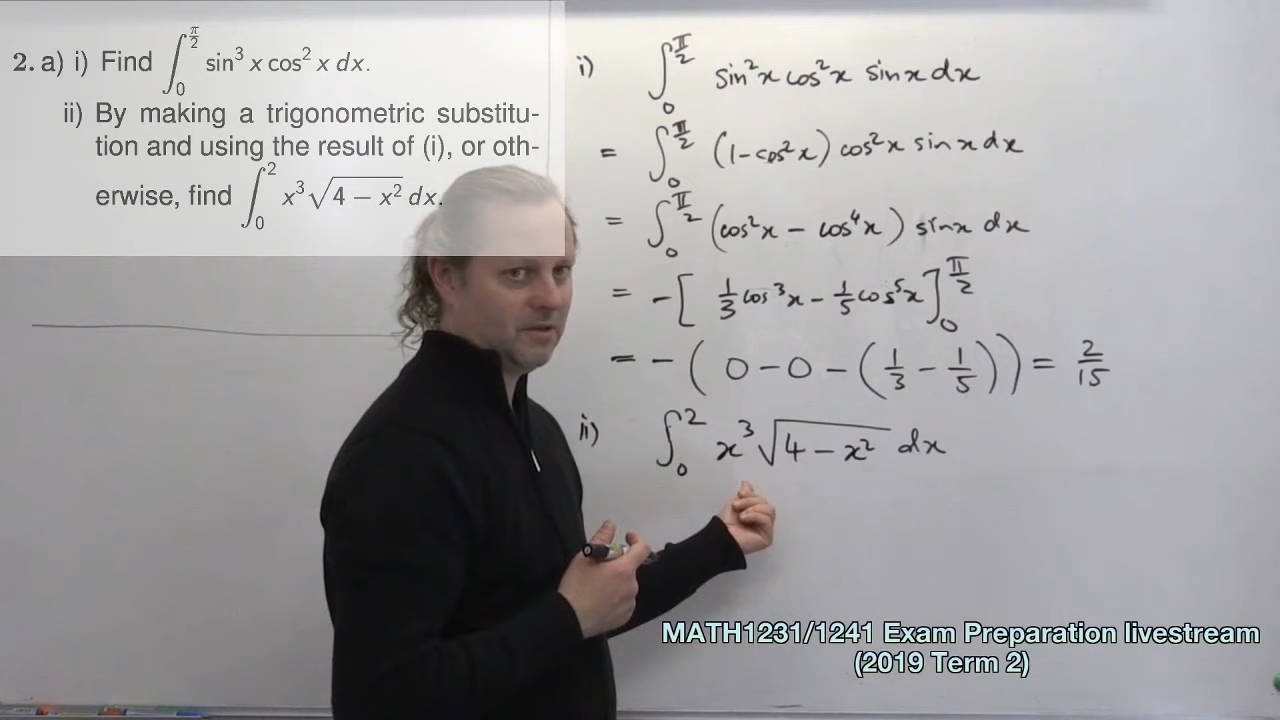 2. a) i) Find ∫₀^{π/2} sin³ x cos² x dx.
ii) By making a trigonometric substitu-
tion and using the result of (i), or oth-
erwise, find ∫₀² x³√(4 − x²) dx.
i) ∫₀^{π/2} sin²x cos²x sinx dx
= ∫₀^{π/2} (1-cos²x) cos²x sinx dx
= ∫₀^{π/2} (cos²x − cos⁴x) sinx dx
= −[ 1/3 cos³x − 1/5 cos⁵x ]₀^{π/2}
= −( 0 − 0 − (1/3 − 1/5)) = 2/15
ii) ∫₀² x³√(4 − x²) dx
MATH1231/1241 Exam Preparation livestream
(2019 Term 2)